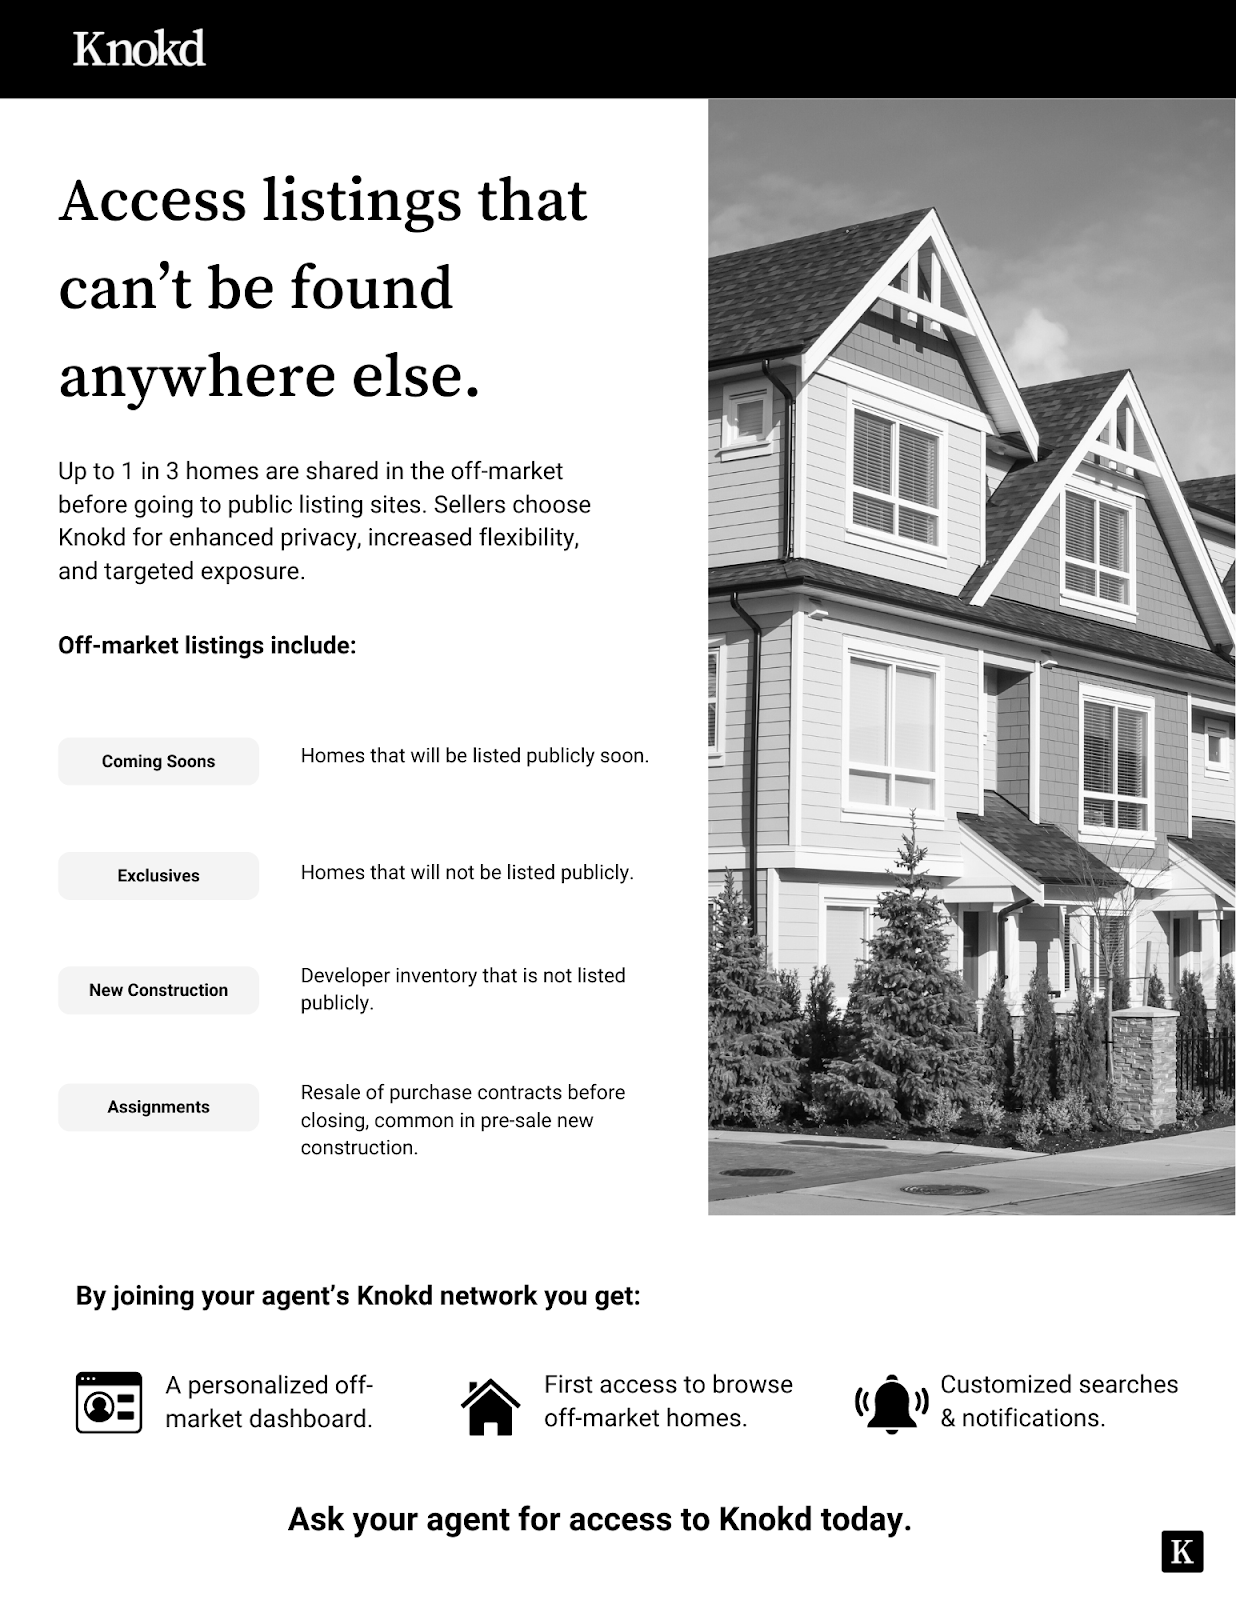 Knokd
Access listings that
can’t be found
anywhere else.
Up to 1 in 3 homes are shared in the off-market
before going to public listing sites. Sellers choose
Knokd for enhanced privacy, increased flexibility,
and targeted exposure.
Off-market listings include:
Coming Soons
Homes that will be listed publicly soon.
Exclusives
Homes that will not be listed publicly.
New Construction
Developer inventory that is not listed
publicly.
Assignments
Resale of purchase contracts before
closing, common in pre-sale new
construction.
By joining your agent’s Knokd network you get:
A personalized off-
market dashboard.
First access to browse
off-market homes.
Customized searches
& notifications.
Ask your agent for access to Knokd today.
K